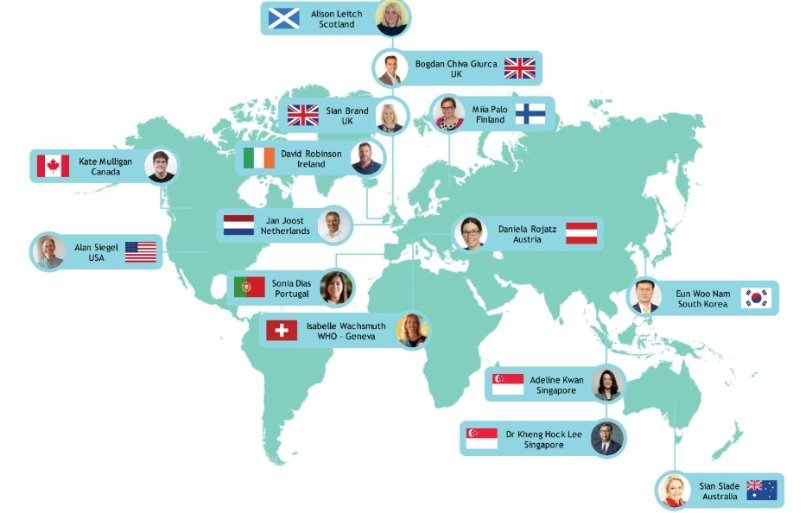 Alison Leitch
Scotland
Bogdan Chiva Giurca
UK
Sian Brand
UK
Miia Palo
Finland
David Robinson
Ireland
Kate Mulligan
Canada
Jan Joost
Netherlands
Daniela Rojatz
Austria
Alan Siegel
USA
Sonia Dias
Portugal
Eun Woo Nam
South Korea
Isabelle Wachsmuth
WHO - Geneva
Adeline Kwan
Singapore
Dr Kheng Hock Lee
Singapore
Sian Slade
Australia